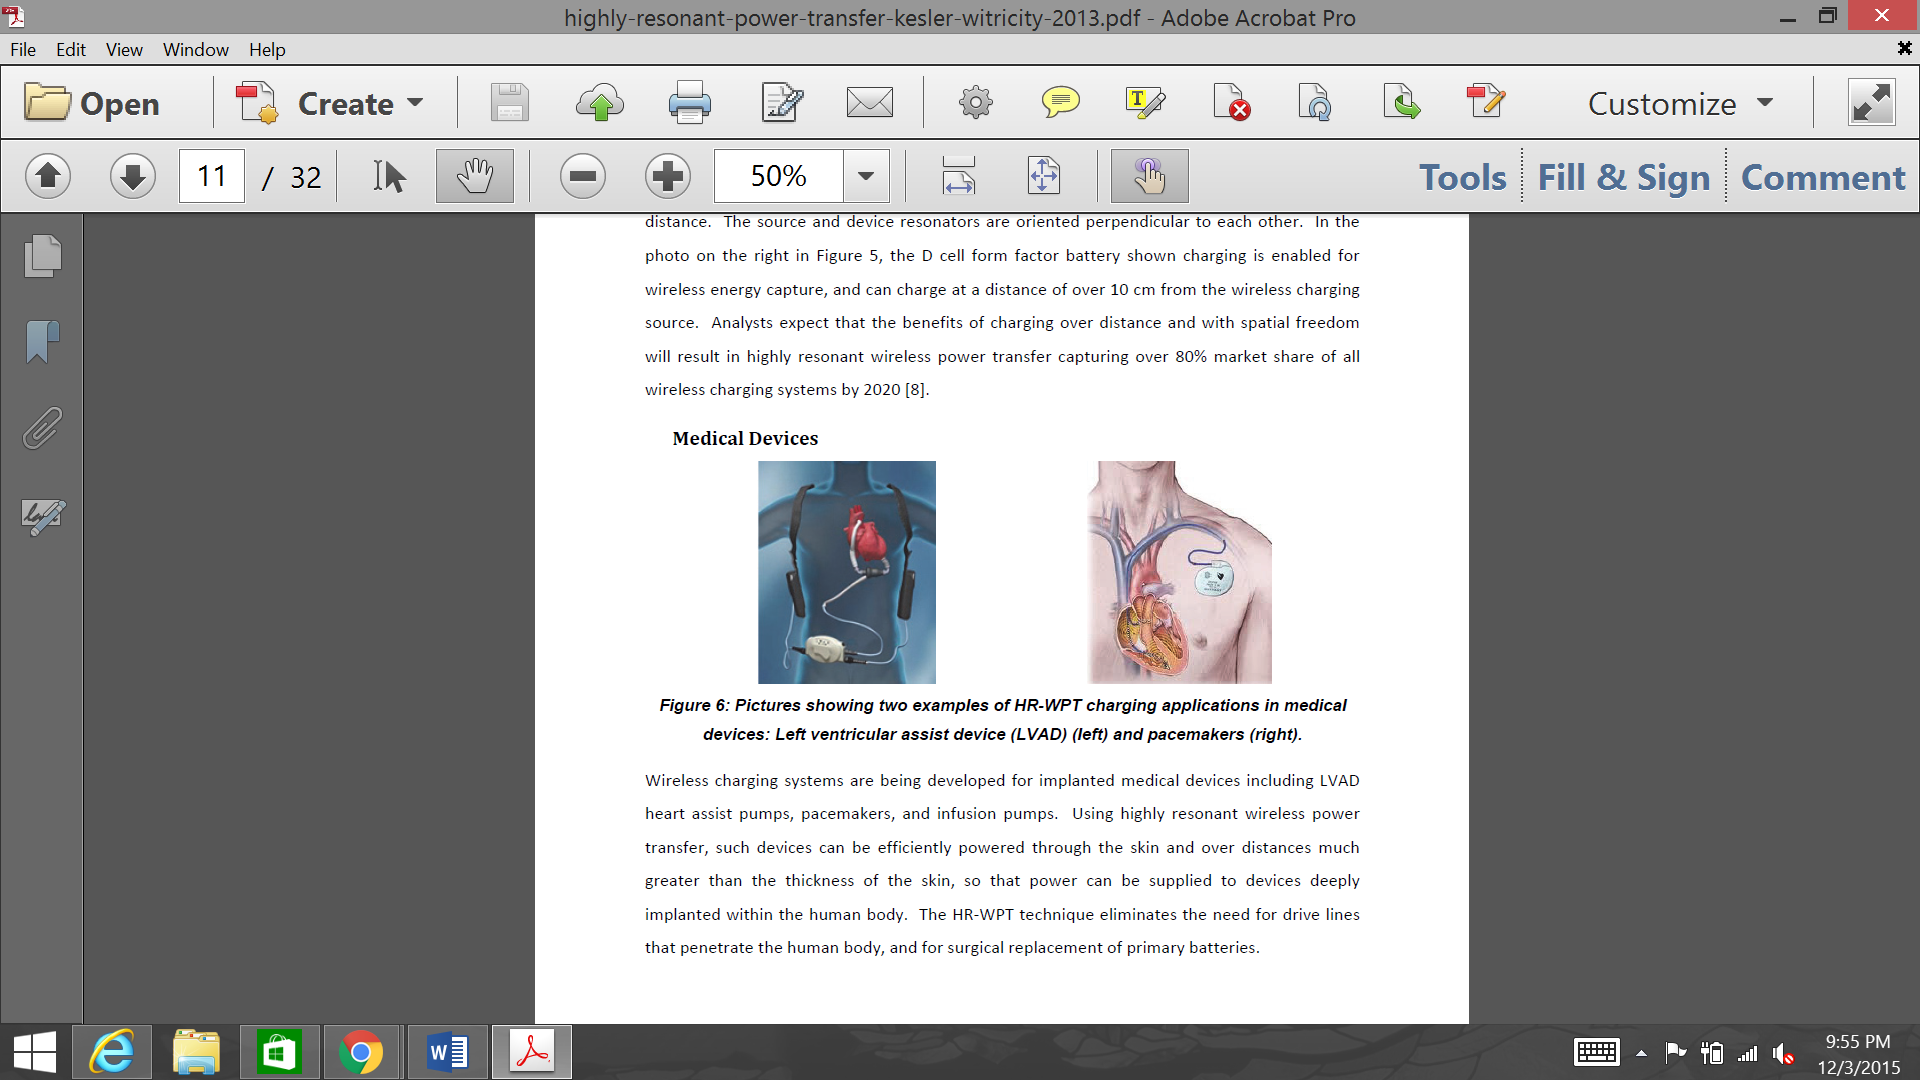 highly-resonant-power-transfer-kesler-witricity-2013.pdf - Adobe Acrobat Pro
File Edit View Window Help
Open Create Customize
11 / 32 50% Tools Fill & Sign Comment
distance. The source and device resonators are oriented perpendicular to each other. In the
photo on the right in Figure 5, the D cell form factor battery shown charging is enabled for
wireless energy capture, and can charge at a distance of over 10 cm from the wireless charging
source. Analysts expect that the benefits of charging over distance and with spatial freedom
will result in highly resonant wireless power transfer capturing over 80% market share of all
wireless charging systems by 2020 [8].
Medical Devices
Figure 6: Pictures showing two examples of HR-WPT charging applications in medical
devices: Left ventricular assist device (LVAD) (left) and pacemakers (right).
Wireless charging systems are being developed for implanted medical devices including LVAD
heart assist pumps, pacemakers, and infusion pumps. Using highly resonant wireless power
transfer, such devices can be efficiently powered through the skin and over distances much
greater than the thickness of the skin, so that power can be supplied to devices deeply
implanted within the human body. The HR-WPT technique eliminates the need for drive lines
that penetrate the human body, and for surgical replacement of primary batteries.
9:55 PM
12/3/2015